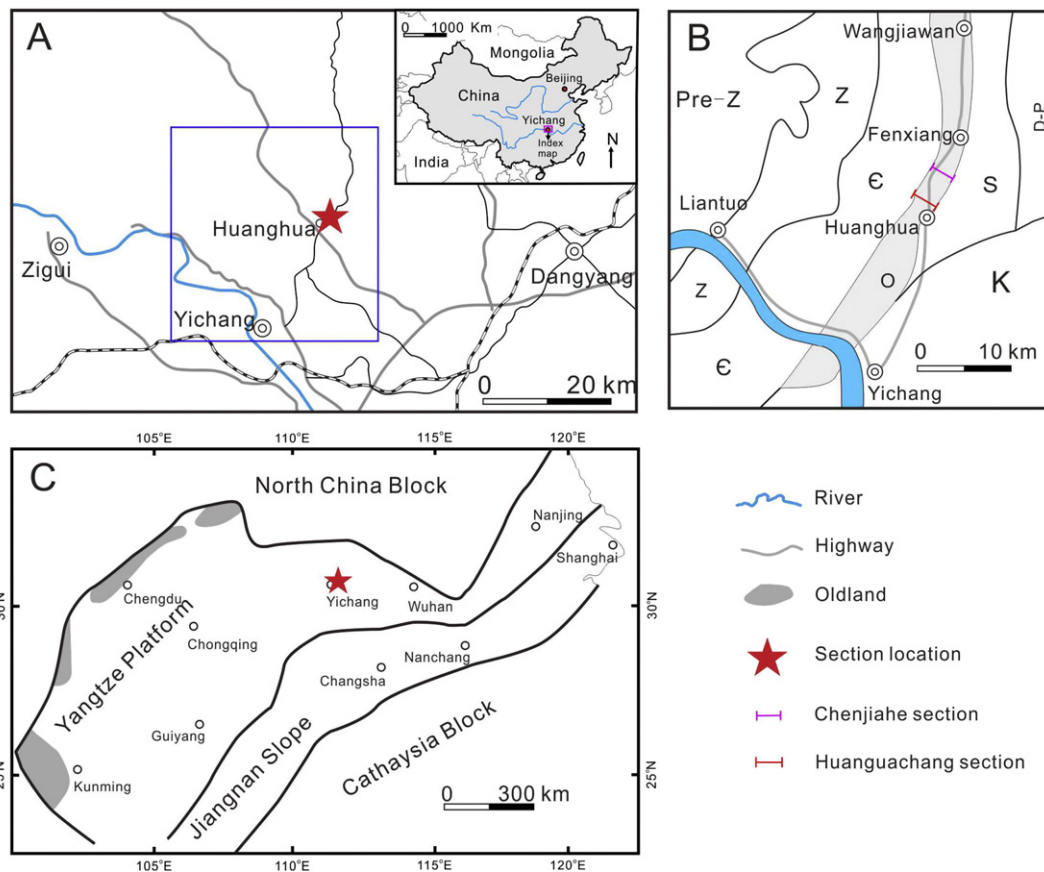 A
0 1000 Km
Mongolia
Beijing
China
Yichang
Index
map
India
N
Huanghua
Zigui
Dangyang
Yichang
0 20 km
B
Wangjiawan
Pre-Z
Z
D-P
Fenxiang
Є
S
Liantuo
Huanghua
Z
O
K
Є
0 10 km
Yichang
C
105°E 110°E 115°E 120°E
North China Block
Nanjing
Shanghai
Chengdu
Yichang
Wuhan
30°N
30°N
Yangtze Platform
Chongqing
Nanchang
Changsha
Guiyang
Jiangnan Slope
Cathaysia Block
25°N
25°N
Kunming
0 300 km
105°E 110°E 115°E 120°E
River
Highway
Oldland
Section location
Chenjiahe section
Huanguachang section